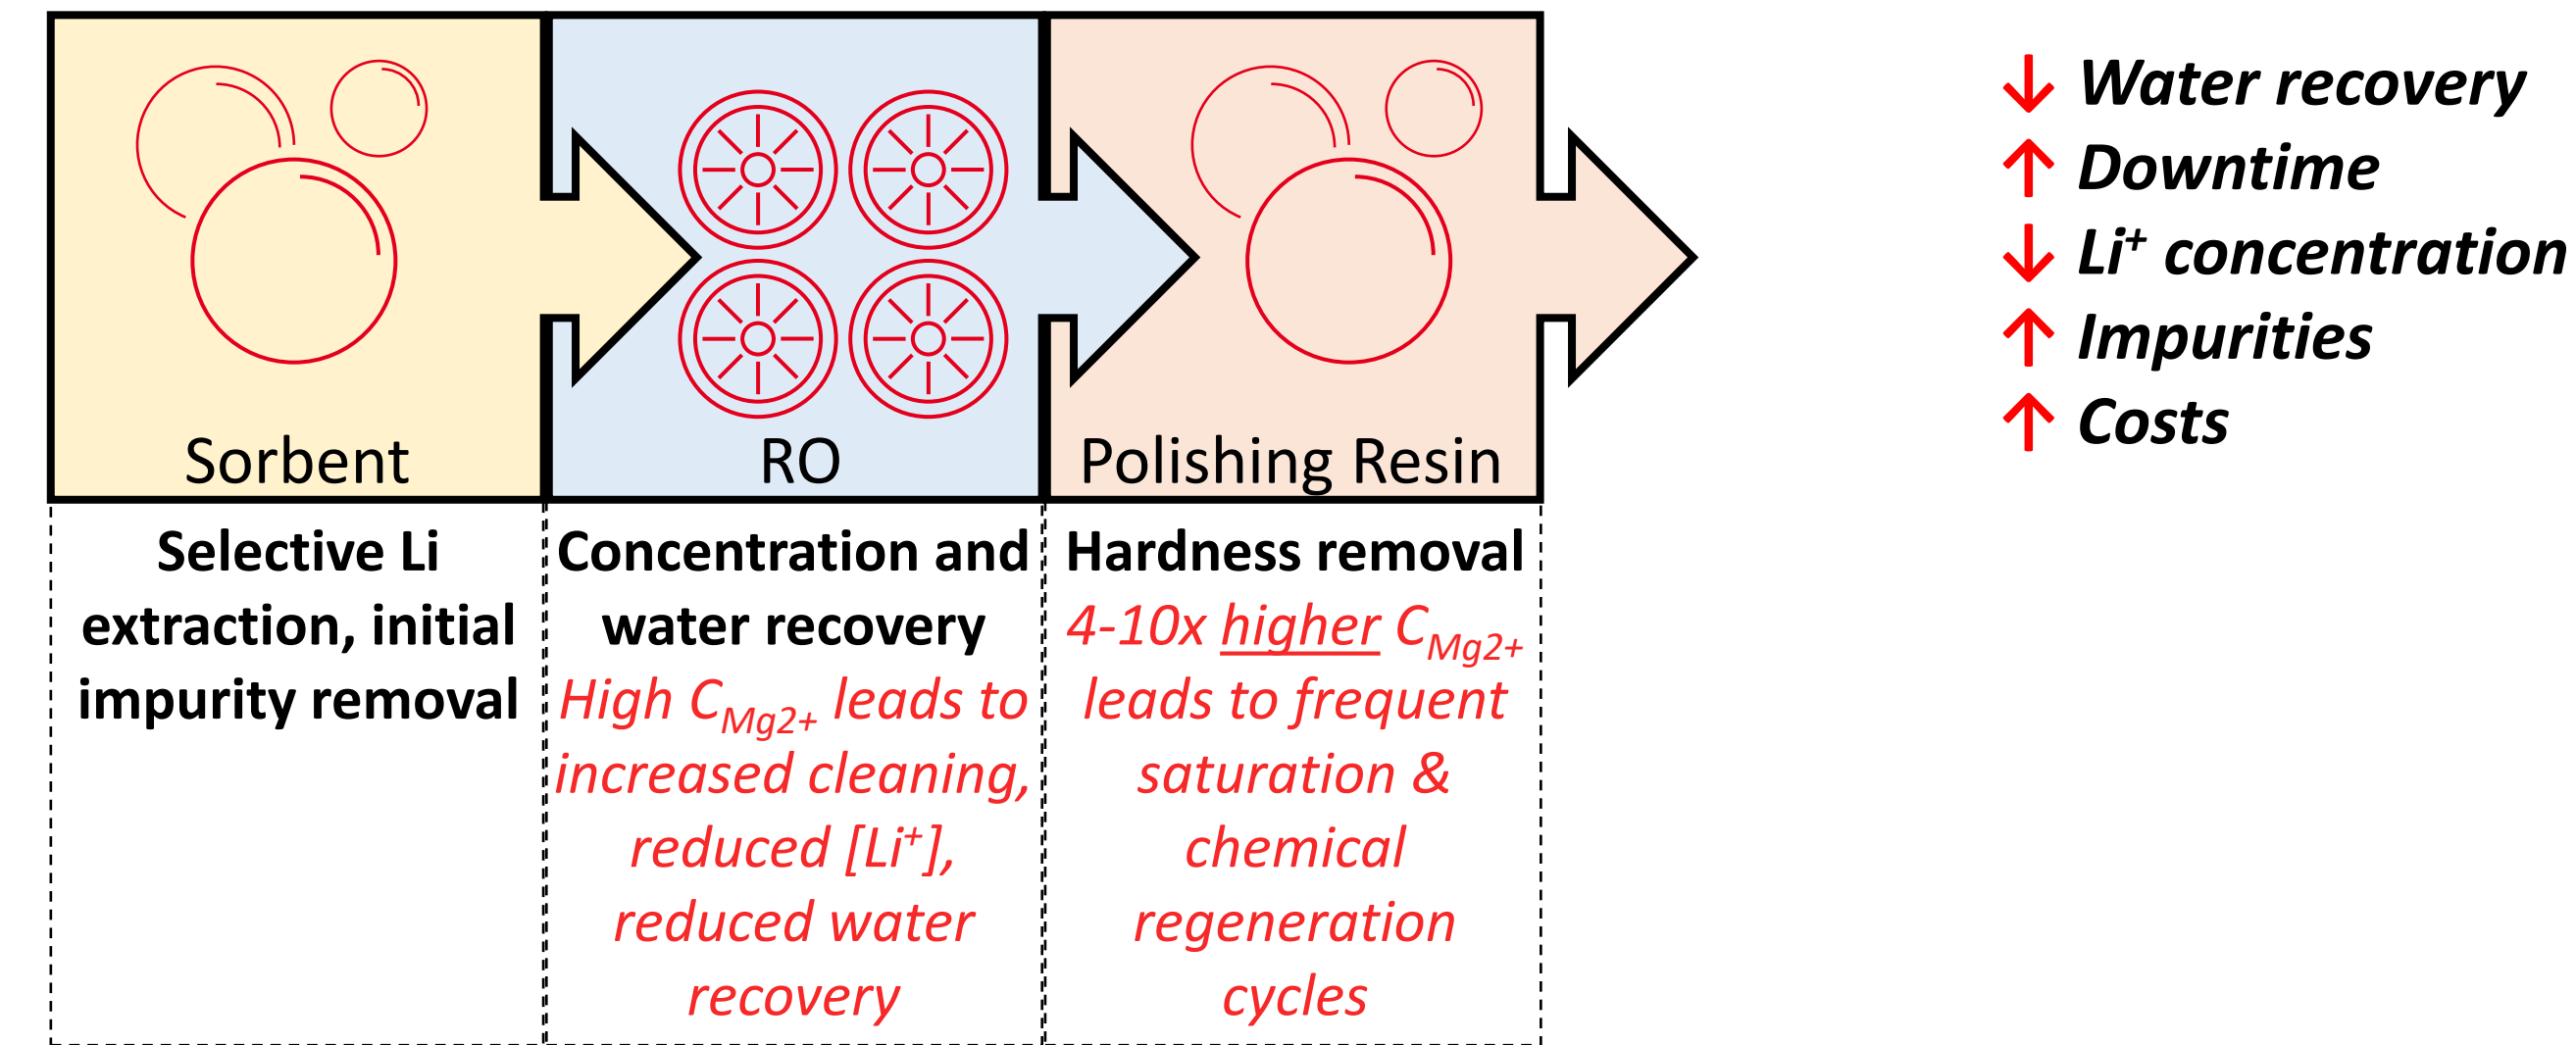 Sorbent
RO
Polishing Resin
Selective Li
extraction, initial
impurity removal
Concentration and
water recovery
High C_Mg2+ leads to
increased cleaning,
reduced [Li⁺],
reduced water
recovery
Hardness removal
4-10x higher C_Mg2+
leads to frequent
saturation &
chemical
regeneration
cycles
↓ Water recovery
↑ Downtime
↓ Li⁺ concentration
↑ Impurities
↑ Costs